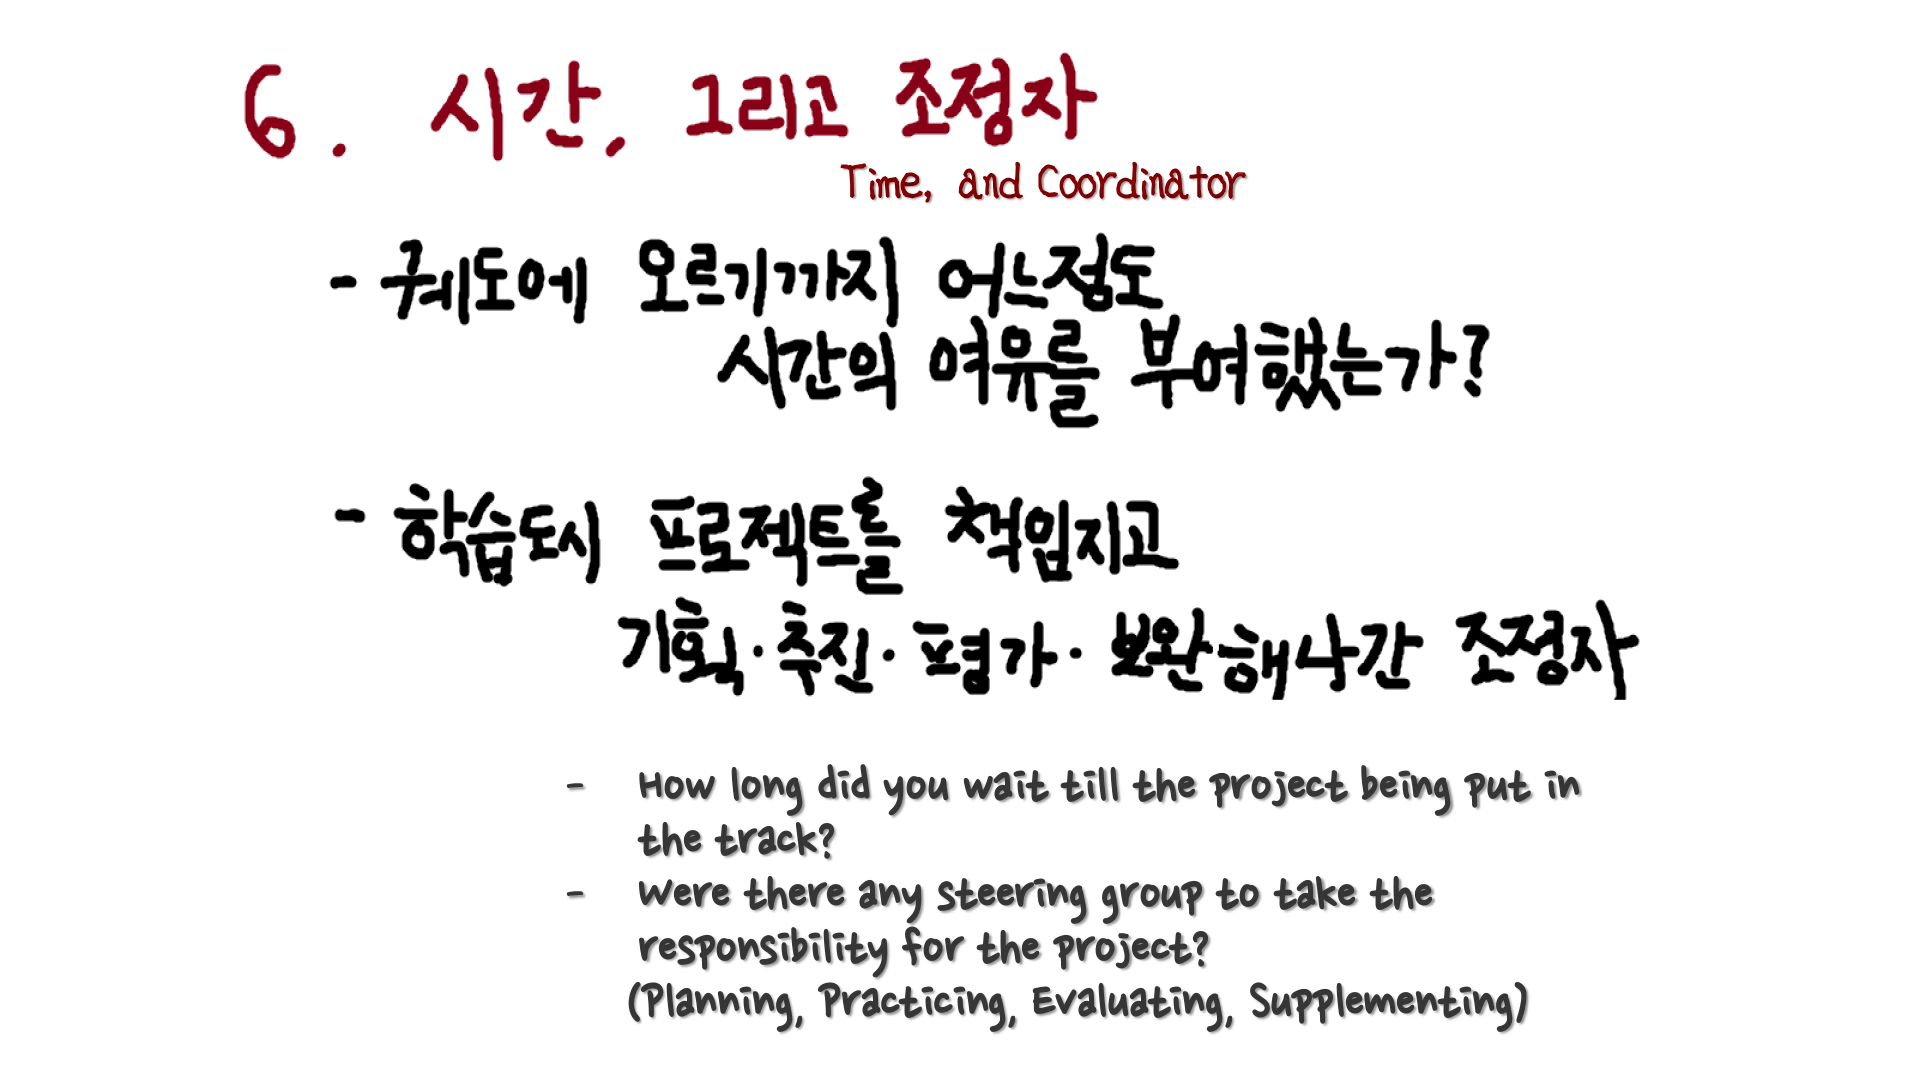 6. 시간, 그리고 조정자
Time, and Coordinator
- 궤도에 오르기까지 어느정도
시간의 여유를 부여했는가?
- 학습도시 프로젝트를 책임지고
기획·추진·평가·보완해나간 조정자
- How long did you wait till the project being put in
the track?
- Were there any steering group to take the
responsibility for the project?
(Planning, Practicing, Evaluating, Supplementing)